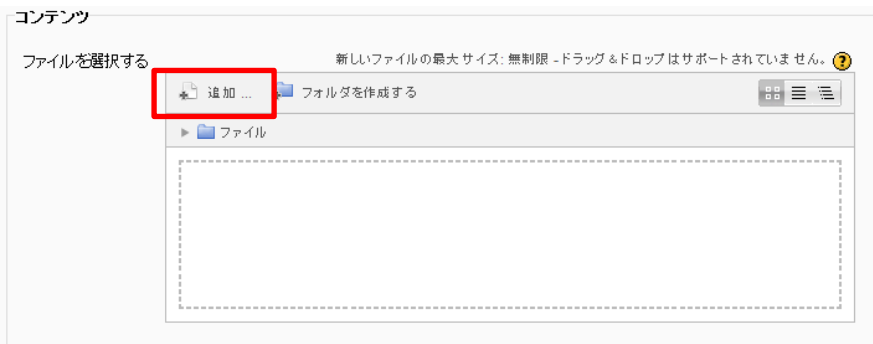 コンテンツ
ファイルを選択する
新しいファイルの最大サイズ: 無制限 - ドラッグ＆ドロップはサポートされていません。 ?
追加 ...
フォルダを作成する
ファイル